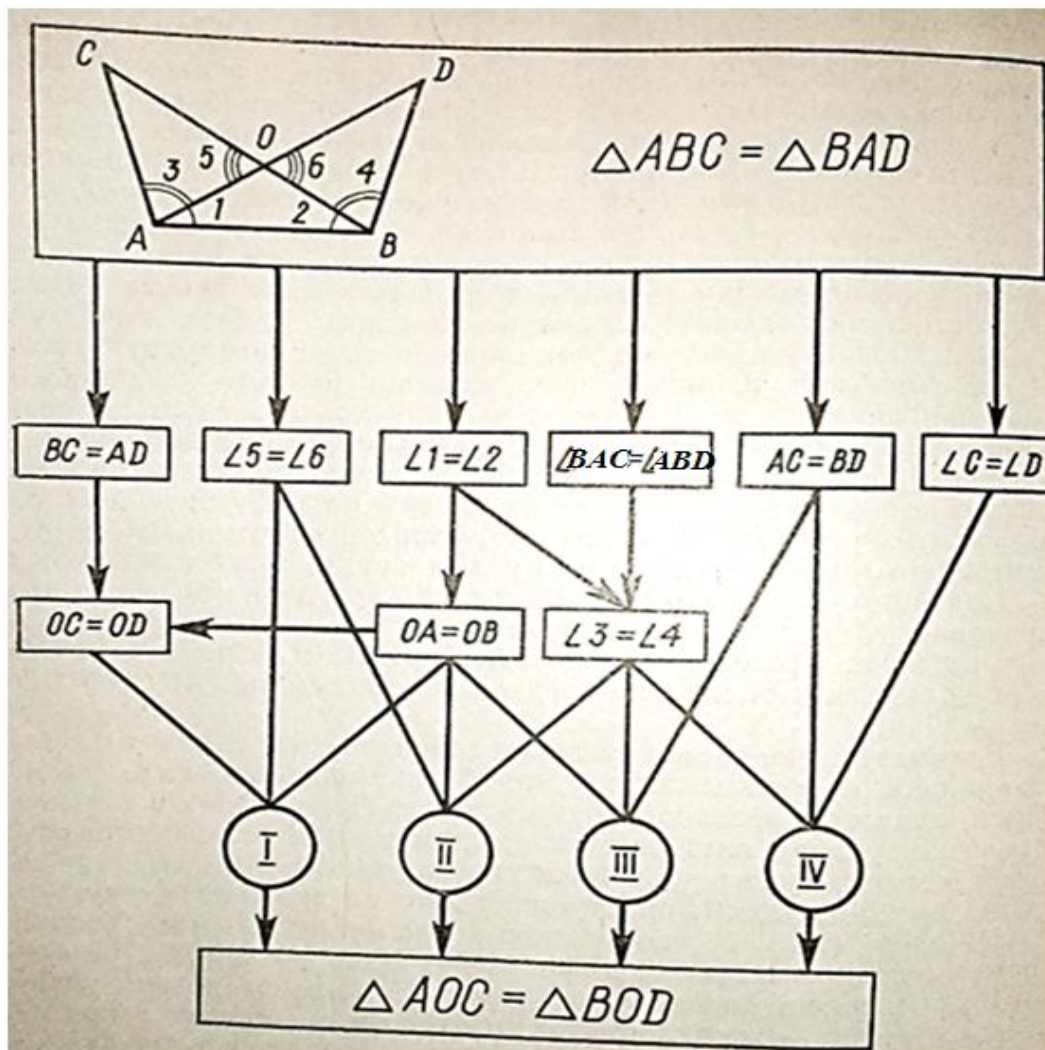 C
D
O
5
6
3
4
1
2
A
B
△ABC = △BAD
BC = AD
∠5 = ∠6
∠1 = ∠2
∠BAC=∠ABD
AC = BD
∠C = ∠D
OC = OD
OA = OB
∠3 = ∠4
I
II
III
IV
△AOC = △BOD